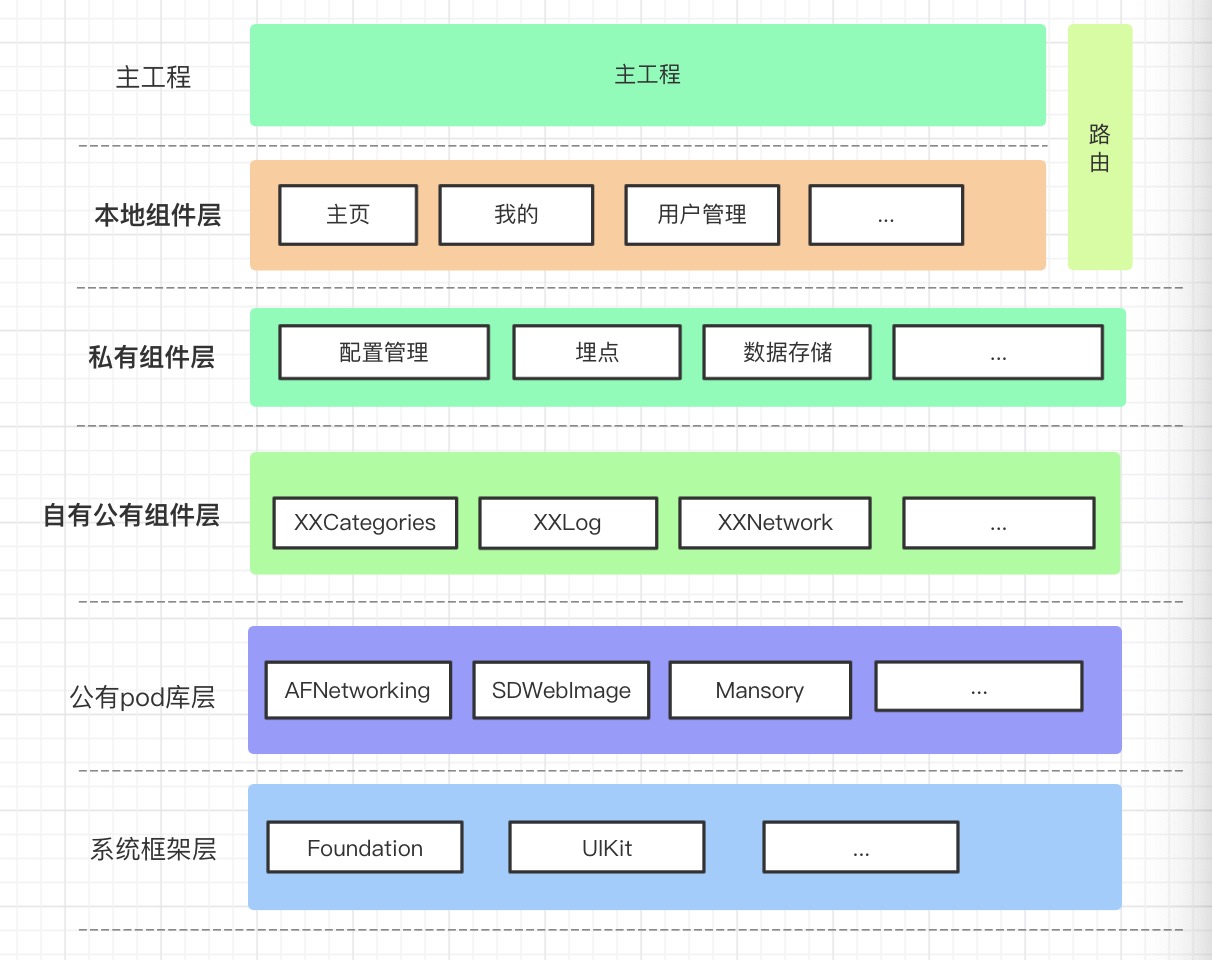 主工程
主工程
路
由
本地组件层
主页
我的
用户管理
...
私有组件层
配置管理
埋点
数据存储
...
自有公有组件层
XXCategories
XXLog
XXNetwork
...
公有pod库层
AFNetworking
SDWebImage
Mansory
...
系统框架层
Foundation
UIKit
...